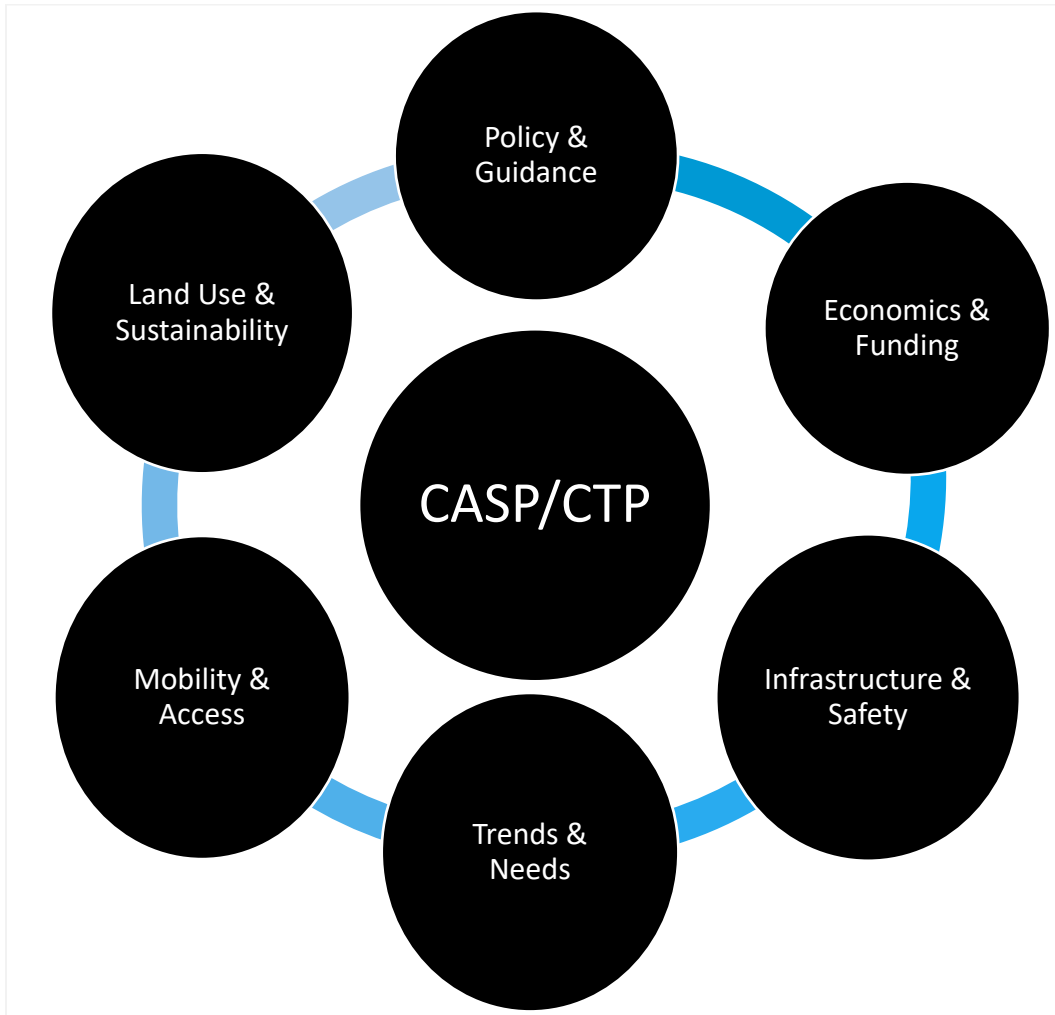 Policy &
Guidance
Economics &
Funding
Infrastructure &
Safety
Trends &
Needs
Mobility &
Access
Land Use &
Sustainability
CASP/CTP